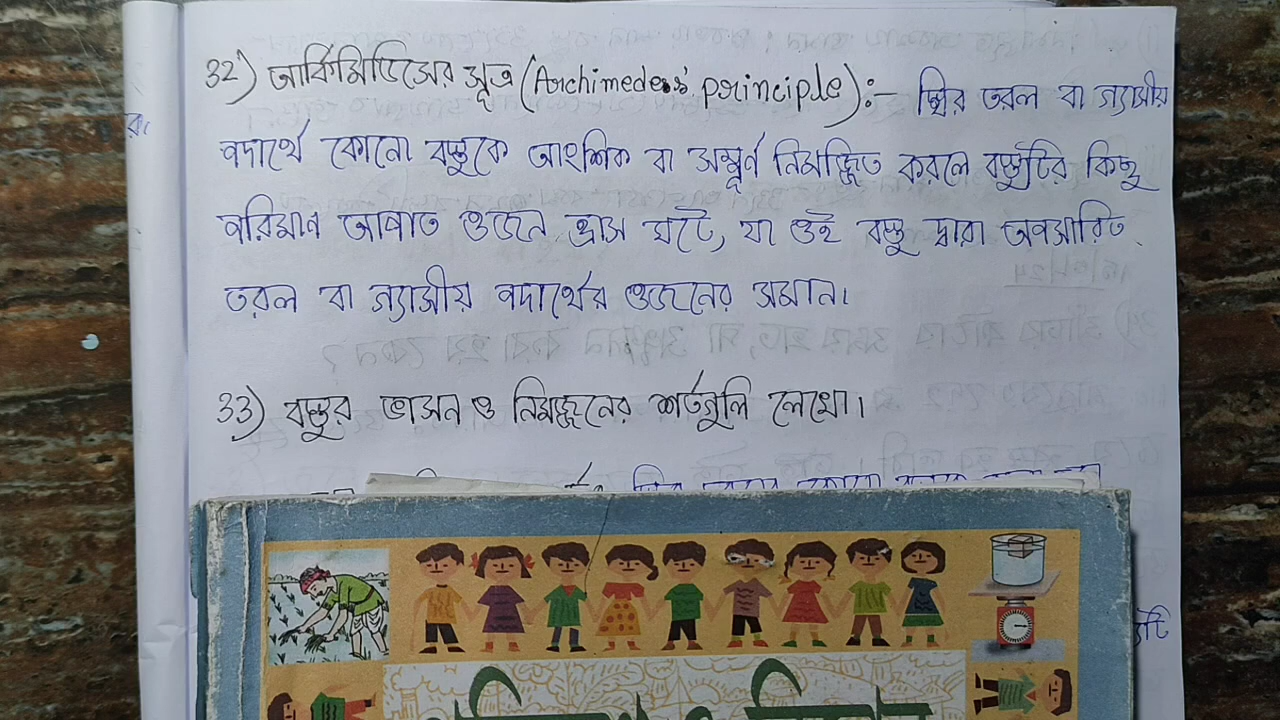 32) আর্কিমিডিসের সূত্র (Archimedes' principle):- স্থির তরল বা গ্যাসীয়
পদার্থে কোনো বস্তুকে আংশিক বা সম্পূর্ণ নিমজ্জিত করলে বস্তুটির কিছু
পরিমান আপাত ওজনে হ্রাস ঘটে, যা ওই বস্তু দ্বারা অপসারিত
তরল বা গ্যাসীয় পদার্থের ওজনের সমান।
33) বস্তুর ভাসন ও নিমজ্জনের শর্তগুলি লেখো।